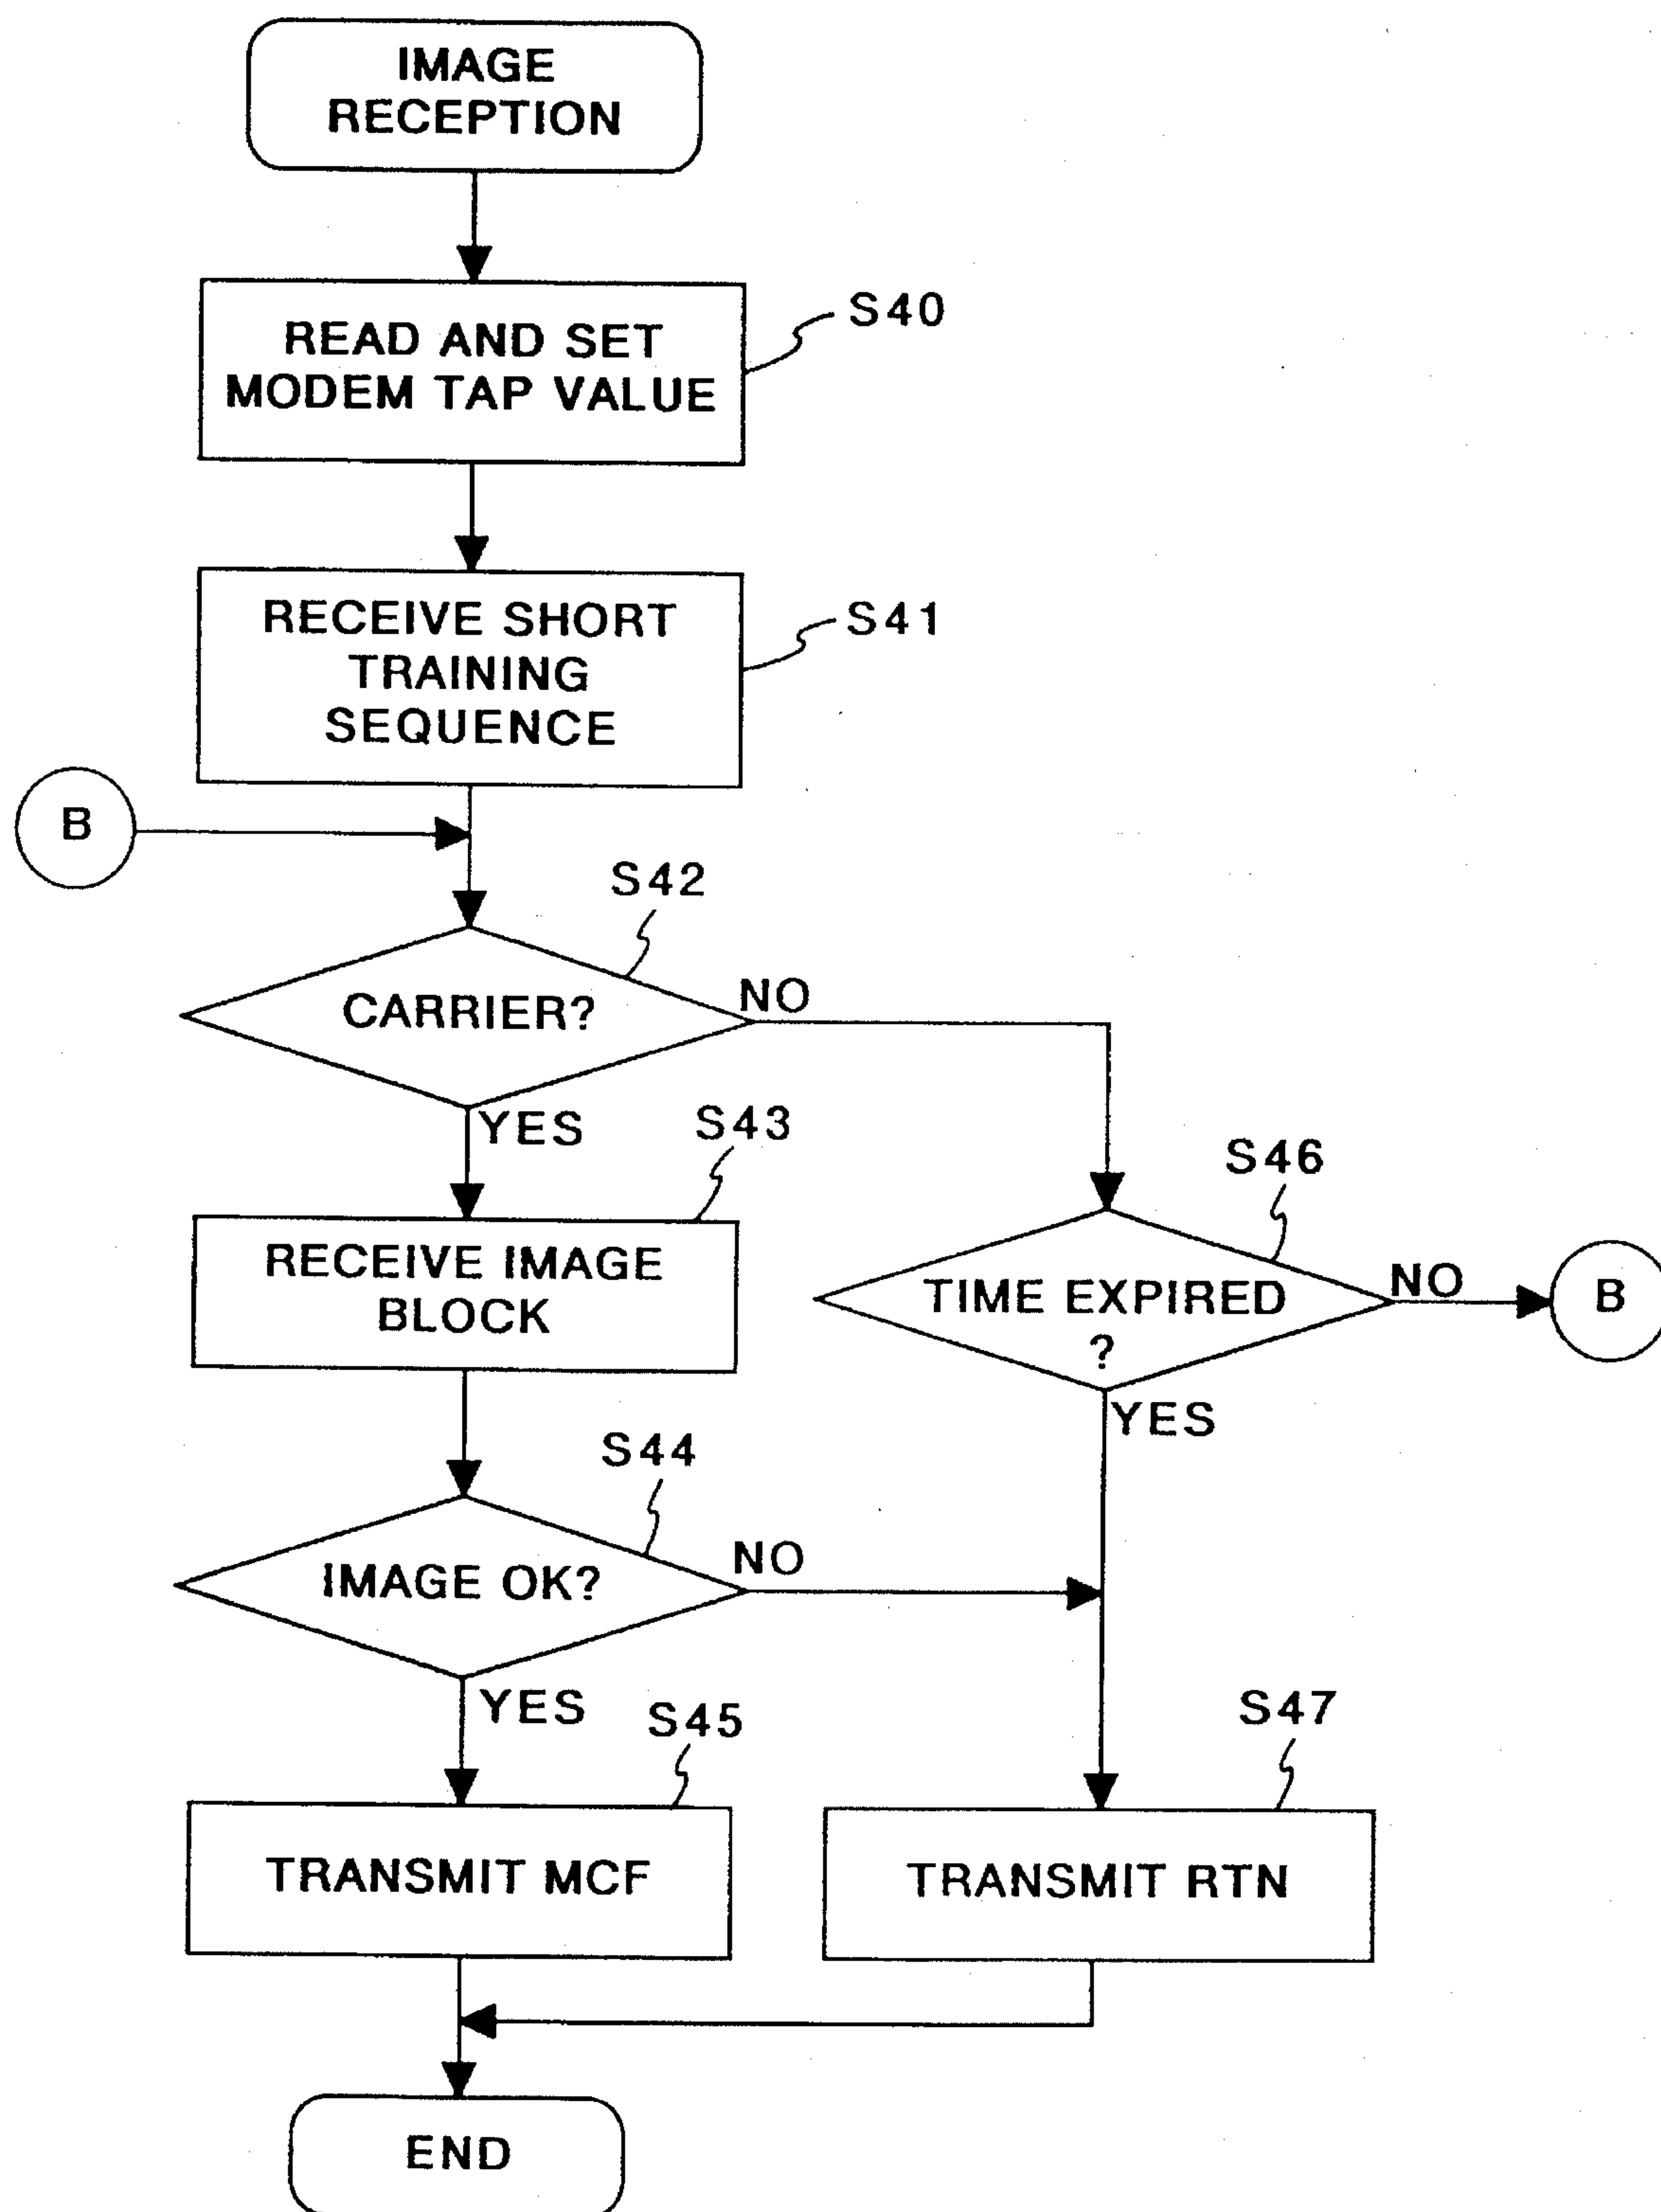 IMAGE
RECEPTION
READ AND SET
MODEM TAP VALUE
S40
RECEIVE SHORT
TRAINING
SEQUENCE
S41
B
S42
CARRIER?
NO
YES
S43
RECEIVE IMAGE
BLOCK
S46
TIME EXPIRED
?
NO
B
YES
S44
IMAGE OK?
NO
YES
S45
TRANSMIT MCF
S47
TRANSMIT RTN
END